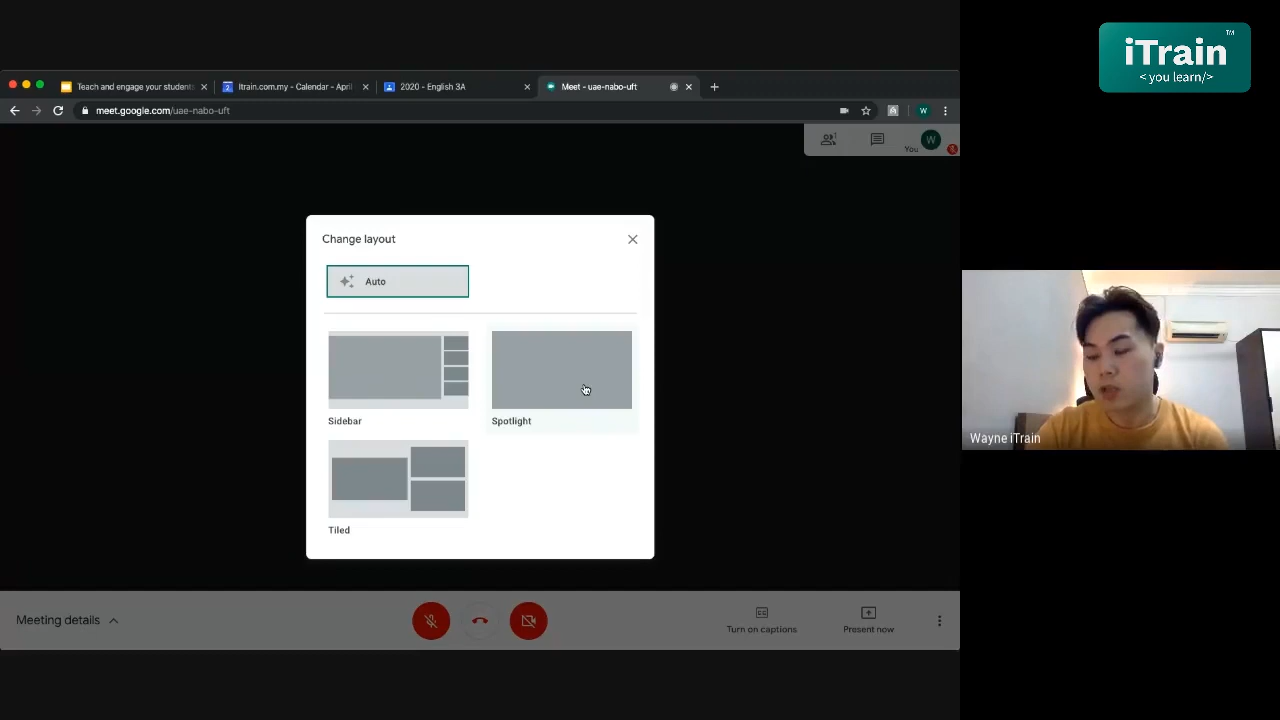 iTrain™
< you learn/>
Teach and engage your students
Itrain.com.my - Calendar - April
2020 - English 3A
Meet - uae-nabo-uft
meet.google.com/uae-nabo-uft
W
You
W
Change layout
Auto
Sidebar
Spotlight
Tiled
Wayne iTrain
Meeting details
Turn on captions
Present now